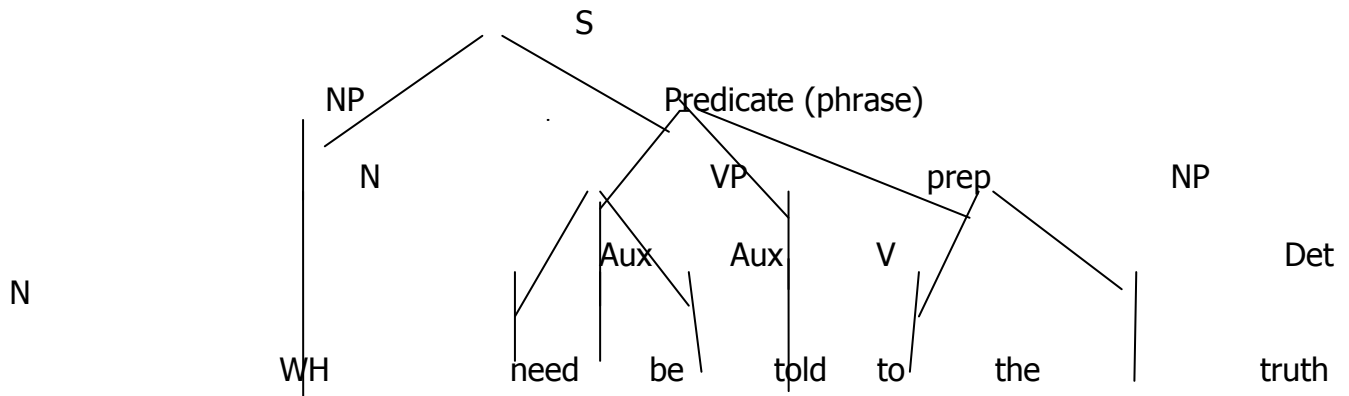 S
NP Predicate (phrase)
N VP prep NP
Aux Aux V Det
N
WH need be told to the truth